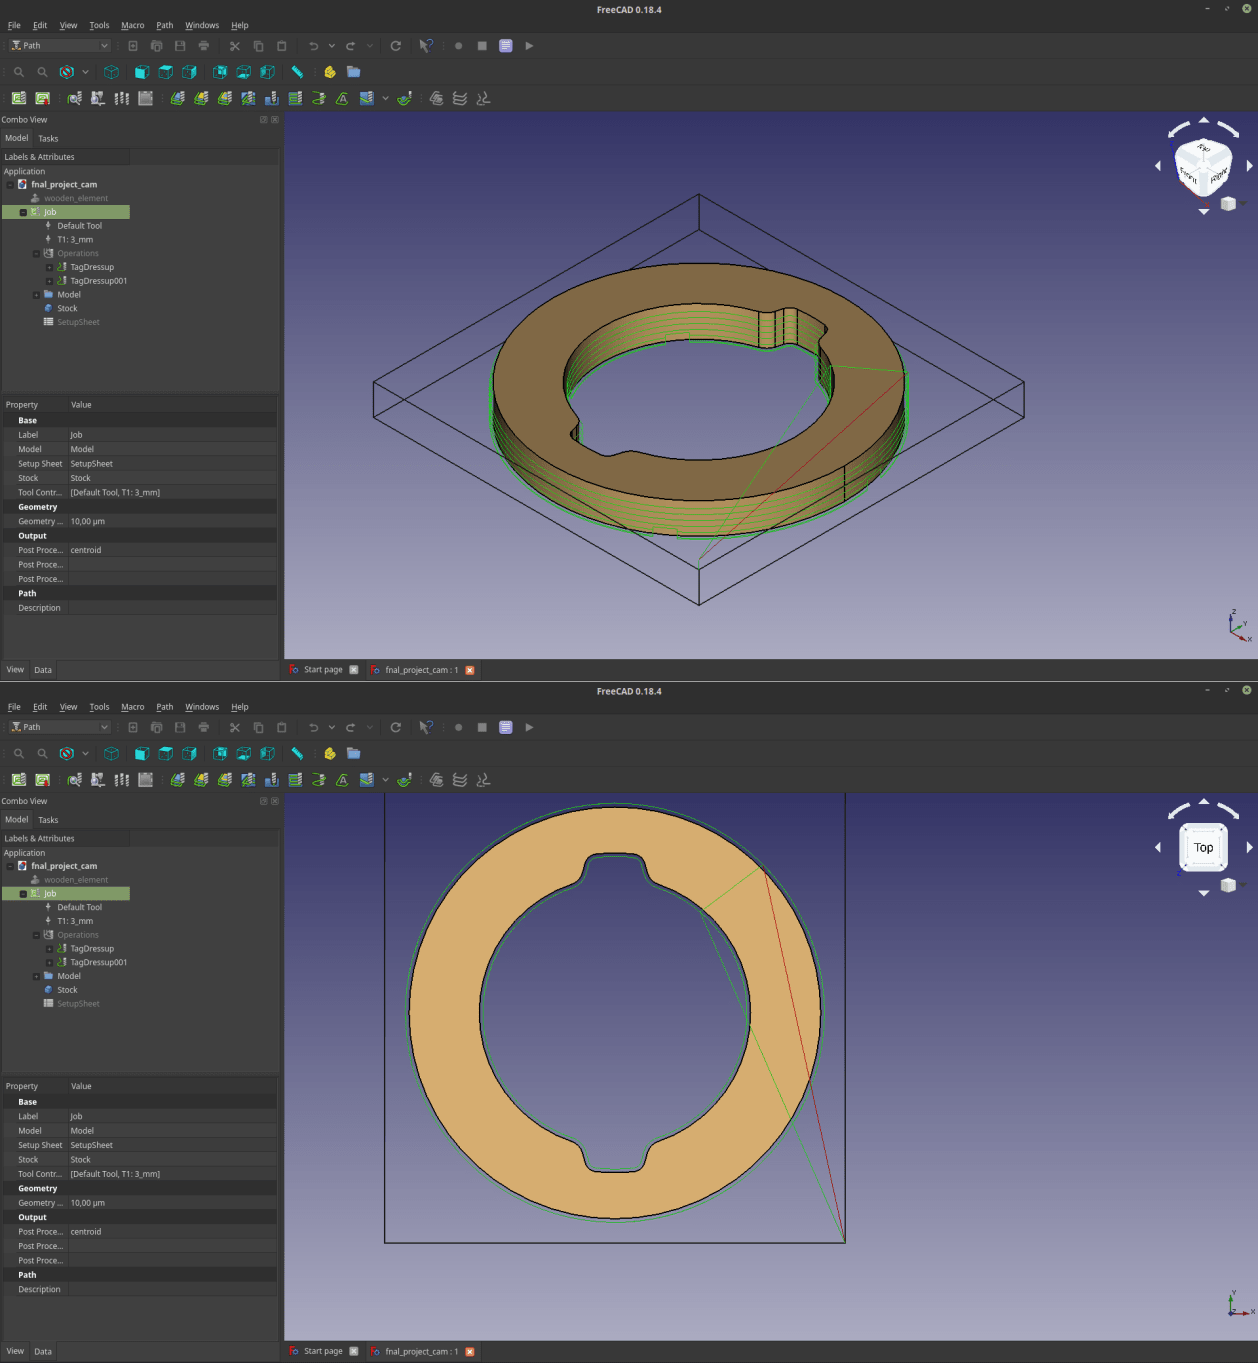 FreeCAD 0.18.4
File Edit View Tools Macro Path Windows Help
Path
Combo View
Model Tasks
Labels & Attributes
Application
fnal_project_cam
wooden_element
Job
Default Tool
T1: 3_mm
Operations
TagDressup
TagDressup001
Model
Stock
SetupSheet
Property Value
Base
Label Job
Model Model
Setup Sheet SetupSheet
Stock Stock
Tool Contr... [Default Tool, T1: 3_mm]
Geometry
Geometry ... 10,00 µm
Output
Post Proce... centroid
Post Proce...
Post Proce...
Path
Description
Top
Front
Right
Z
Y
X
View Data
Start page
fnal_project_cam : 1
FreeCAD 0.18.4
File Edit View Tools Macro Path Windows Help
Path
Combo View
Model Tasks
Labels & Attributes
Application
fnal_project_cam
wooden_element
Job
Default Tool
T1: 3_mm
Operations
TagDressup
TagDressup001
Model
Stock
SetupSheet
Property Value
Base
Label Job
Model Model
Setup Sheet SetupSheet
Stock Stock
Tool Contr... [Default Tool, T1: 3_mm]
Geometry
Geometry ... 10,00 µm
Output
Post Proce... centroid
Post Proce...
Post Proce...
Path
Description
Top
Z
Y
Z X
View Data
Start page
fnal_project_cam : 1